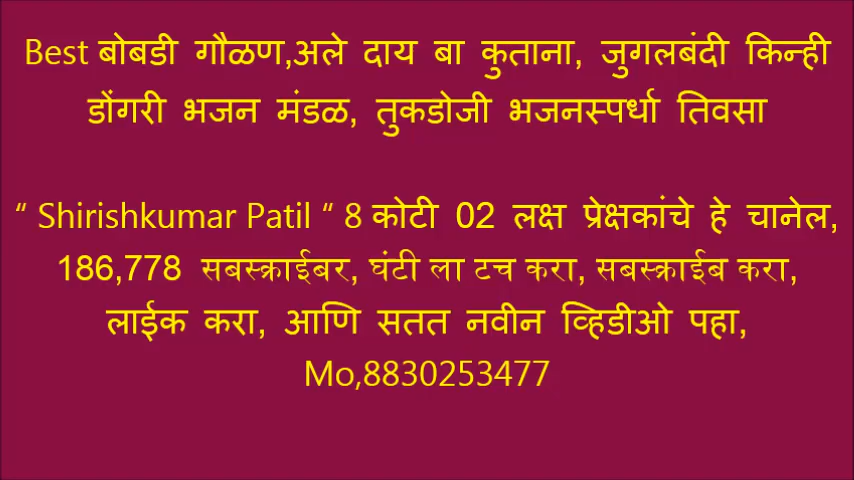 Best बोबडी गौळण,अले दाय बा कुताना, जुगलबंदी किन्ही
डोंगरी भजन मंडळ, तुकडोजी भजनस्पर्धा तिवसा
“ Shirishkumar Patil “ 8 कोटी 02 लक्ष प्रेक्षकांचे हे चानेल,
186,778 सबस्क्राईबर, घंटी ला टच करा, सबस्क्राईब करा,
लाईक करा, आणि सतत नवीन व्हिडीओ पहा,
Mo,8830253477